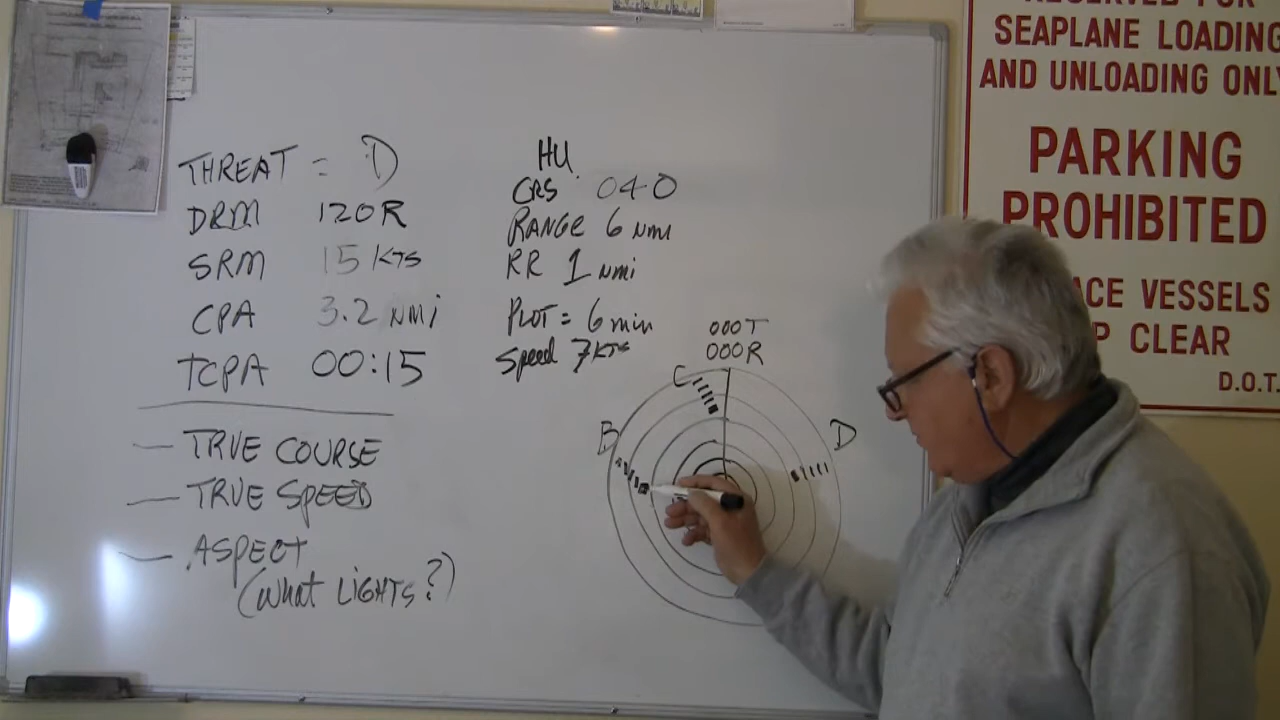 THREAT = D
DRM 120R
SRM 15 KTS
CPA 3.2 NMi
TCPA 00:15
— TRUE COURSE
— TRUE SPEED
— ASPECT
(What LIGHTS?)
HU
CRS 040
RANGE 6 NMi
RR 1 NMi
PLOT = 6 min
Speed 7 KTS
000T
000R
C
B
D
RESERVED FOR
SEAPLANE LOADING
AND UNLOADING ONLY
PARKING
PROHIBITED
ACE VESSELS
P CLEAR
D.O.T.